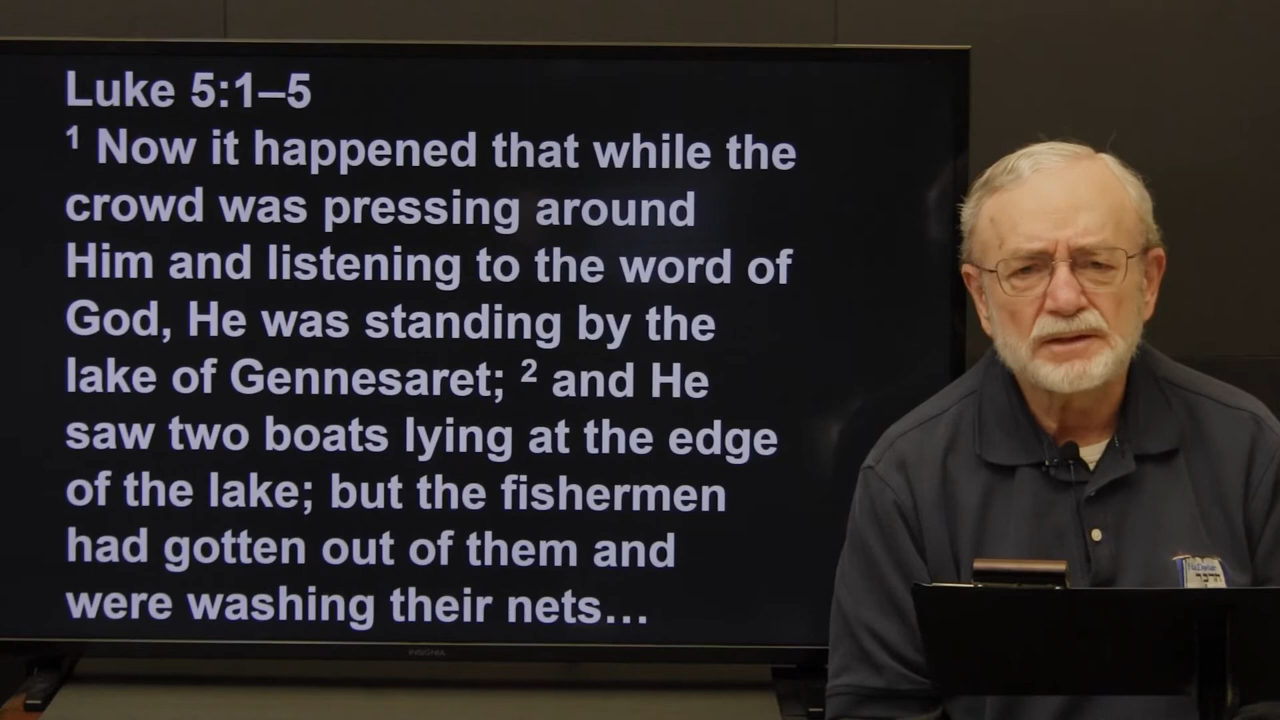 Luke 5:1–5
¹ Now it happened that while the
crowd was pressing around
Him and listening to the word of
God, He was standing by the
lake of Gennesaret; ² and He
saw two boats lying at the edge
of the lake; but the fishermen
had gotten out of them and
were washing their nets…
INSIGNIA
הדבר